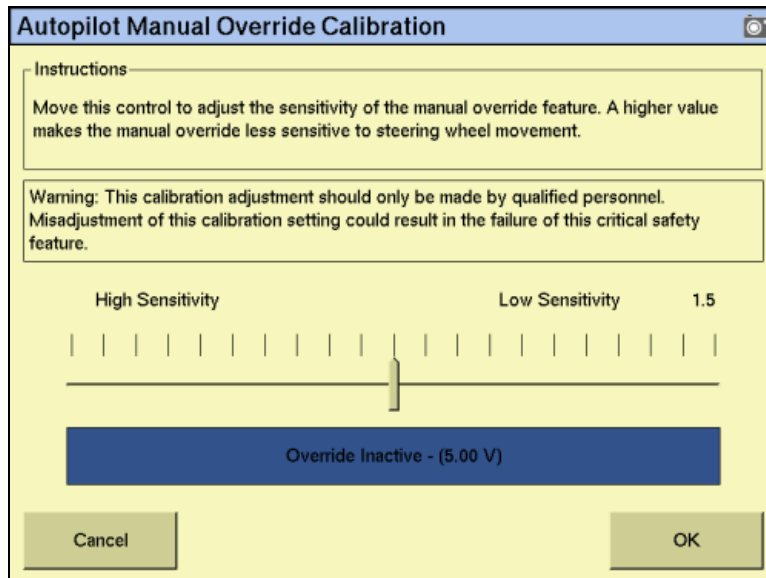 Autopilot Manual Override Calibration
Instructions
Move this control to adjust the sensitivity of the manual override feature. A higher value
makes the manual override less sensitive to steering wheel movement.
Warning: This calibration adjustment should only be made by qualified personnel.
Misadjustment of this calibration setting could result in the failure of this critical safety
feature.
High Sensitivity Low Sensitivity 1.5
Override Inactive - (5.00 V)
Cancel OK